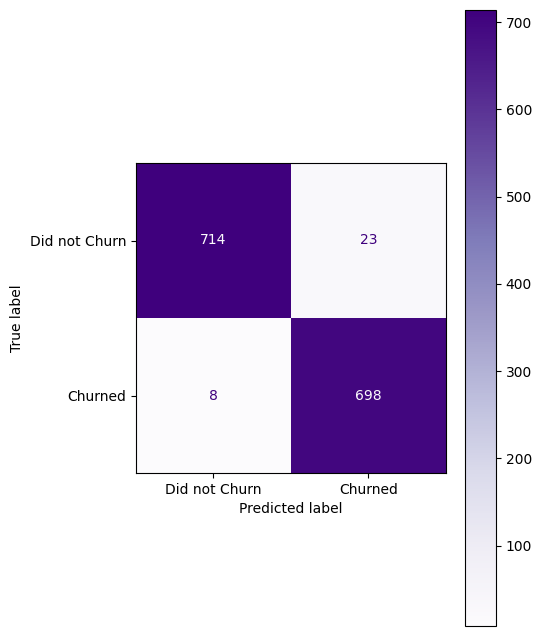 700
600
500
400
300
200
100
True label
Did not Churn
714
23
Churned
8
698
Did not Churn
Churned
Predicted label